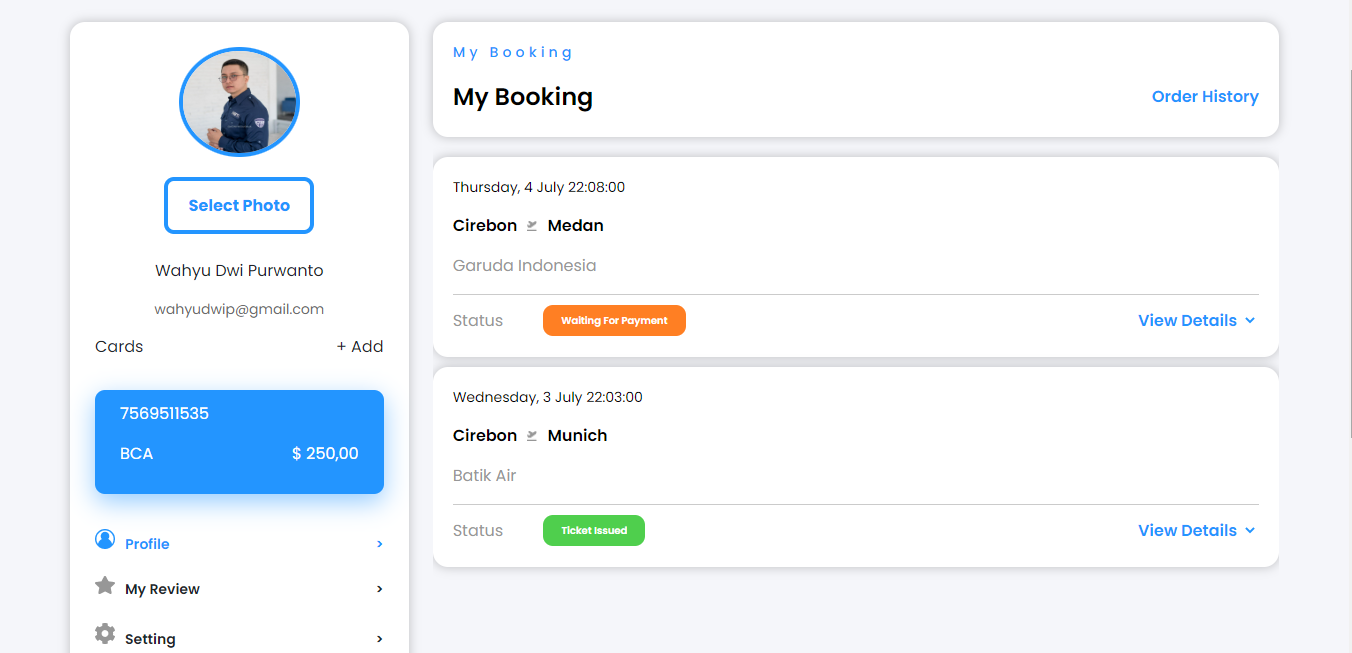 Select Photo
Wahyu Dwi Purwanto
wahyudwip@gmail.com
Cards + Add
7569511535
BCA $ 250,00
Profile >
My Review >
Setting >
My Booking
My Booking
Order History
Thursday, 4 July 22:08:00
Cirebon Medan
Garuda Indonesia
Status Waiting For Payment View Details
Wednesday, 3 July 22:03:00
Cirebon Munich
Batik Air
Status Ticket Issued View Details